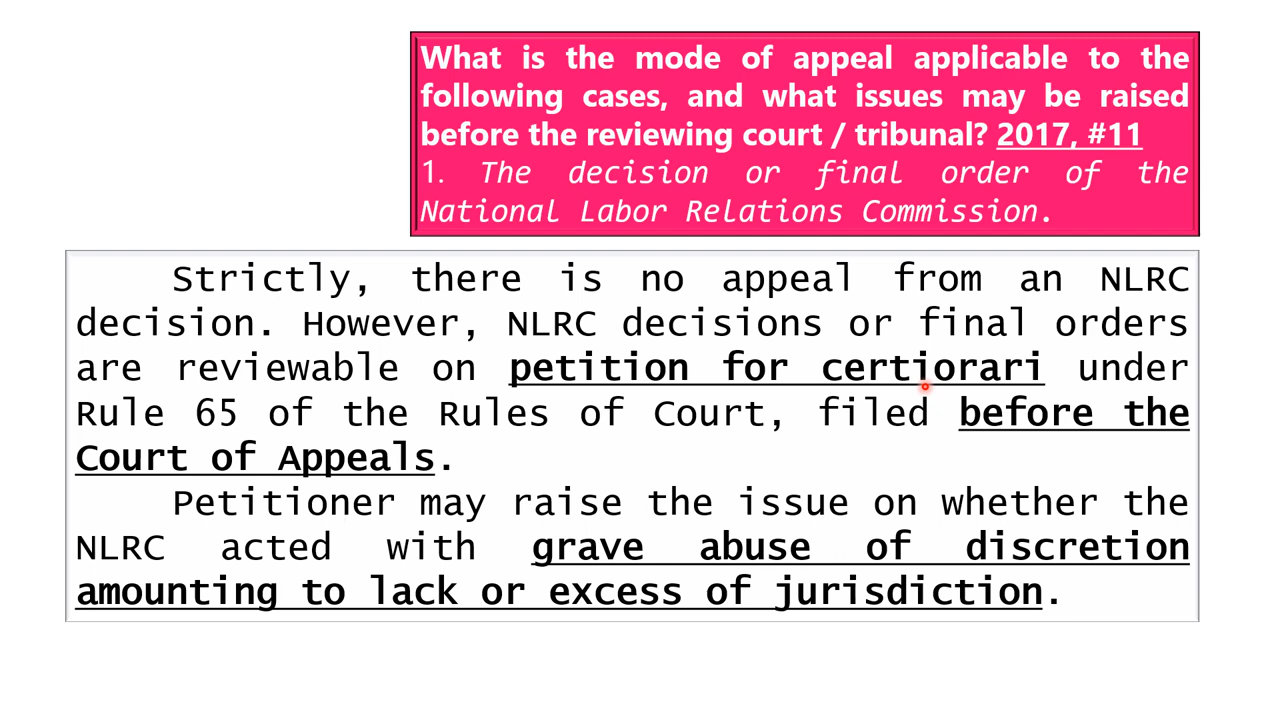 What is the mode of appeal applicable to the
following cases, and what issues may be raised
before the reviewing court / tribunal? 2017, #11
1. The decision or final order of the
National Labor Relations Commission.
Strictly, there is no appeal from an NLRC
decision. However, NLRC decisions or final orders
are reviewable on petition for certiorari under
Rule 65 of the Rules of Court, filed before the
Court of Appeals.
Petitioner may raise the issue on whether the
NLRC acted with grave abuse of discretion
amounting to lack or excess of jurisdiction.